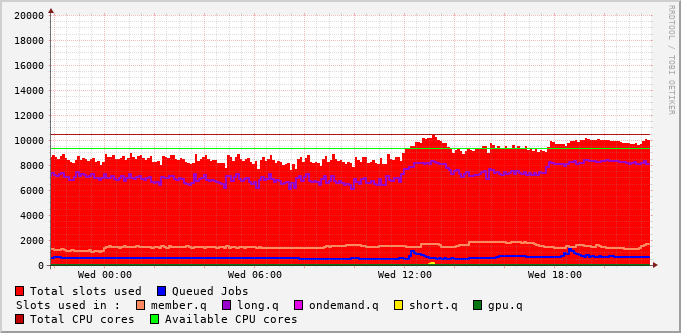 RRDTOOL / TOBI OETIKER
20000
18000
16000
14000
12000
10000
8000
6000
4000
2000
0
Wed 00:00 Wed 06:00 Wed 12:00 Wed 18:00
Total slots used Queued Jobs
Slots used in : member.q long.q ondemand.q short.q gpu.q
Total CPU cores Available CPU cores